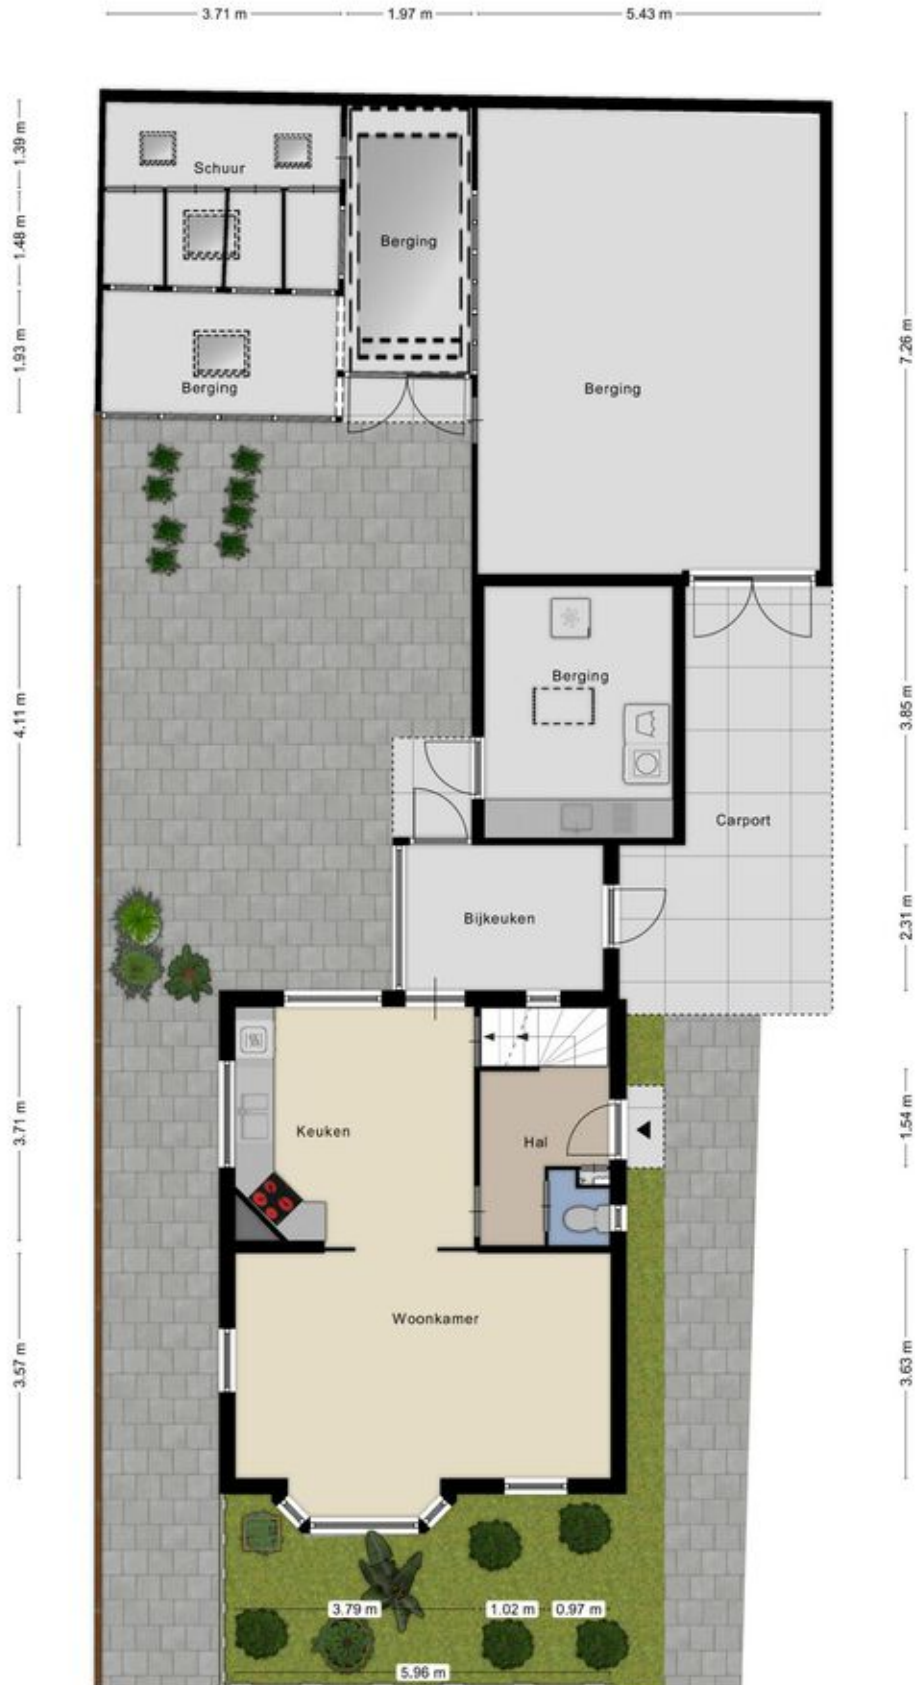 3.71 m 1.97 m 5.43 m
1.39 m
Schuur
1.48 m
Berging
7.26 m
1.93 m
Berging
Berging
4.11 m
Berging
3.85 m
Carport
2.31 m
Bijkeuken
3.71 m
Keuken
Hal
1.54 m
3.57 m
Woonkamer
3.63 m
3.79 m 1.02 m 0.97 m
5.96 m